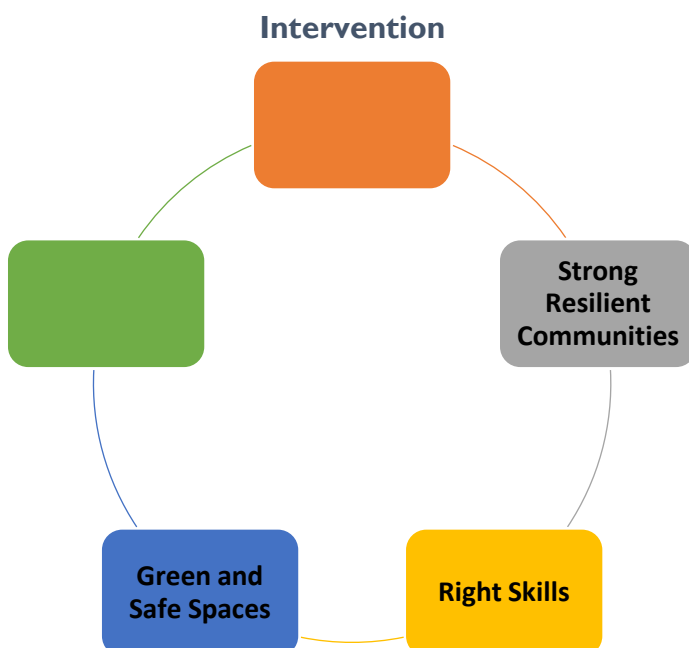 Intervention
Strong
Resilient
Communities
Green and
Safe Spaces
Right Skills